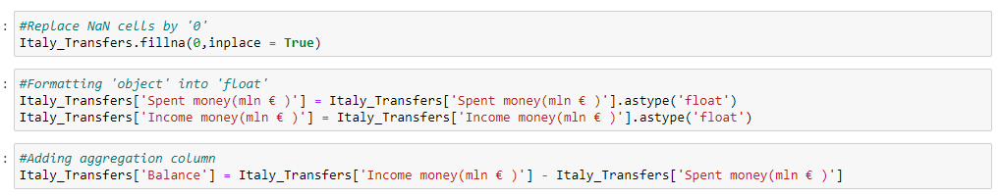 : #Replace NaN cells by '0'
Italy_Transfers.fillna(0,inplace = True)
: #Formatting 'object' into 'float'
Italy_Transfers['Spent money(mln € )'] = Italy_Transfers['Spent money(mln € )'].astype('float')
Italy_Transfers['Income money(mln € )'] = Italy_Transfers['Income money(mln € )'].astype('float')
: #Adding aggregation column
Italy_Transfers['Balance'] = Italy_Transfers['Income money(mln € )'] - Italy_Transfers['Spent money(mln € )']